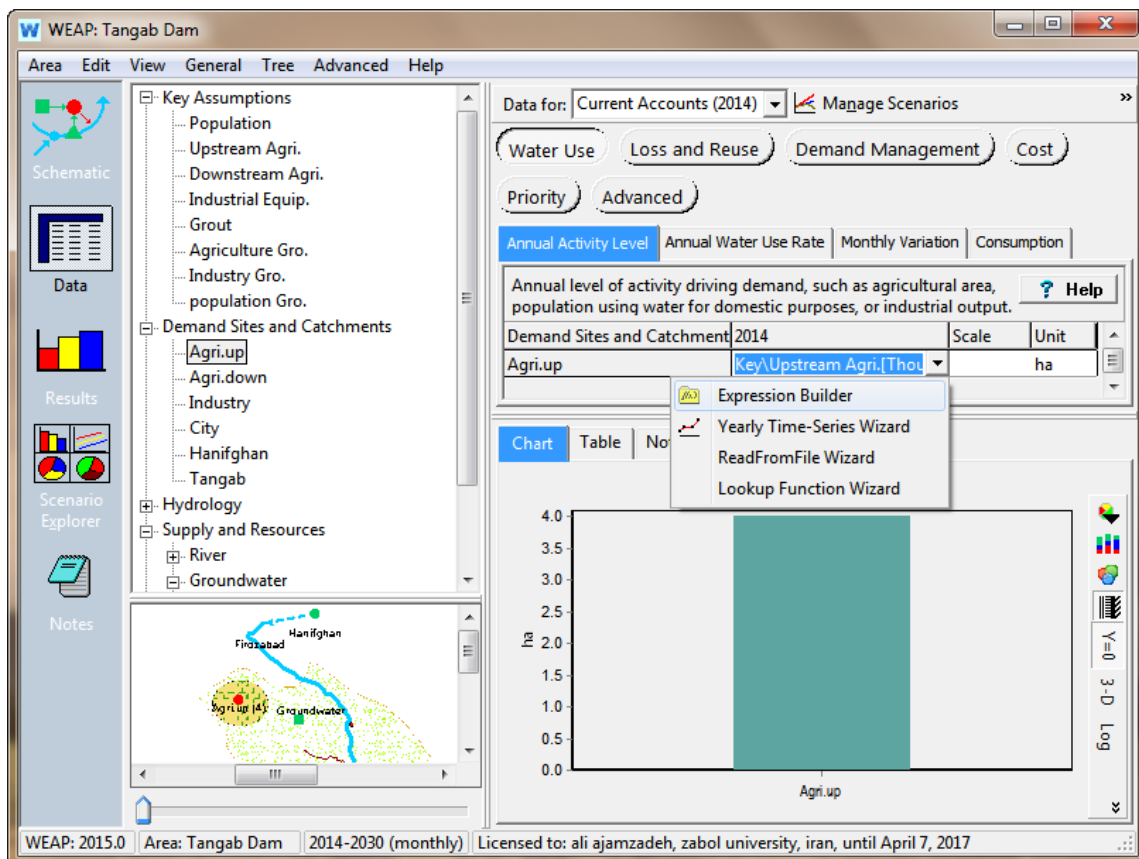 WEAP: Tangab Dam
Area Edit View General Tree Advanced Help
Schematic
Data
Results
Scenario
Explorer
Notes
Key Assumptions
Population
Upstream Agri.
Downstream Agri.
Industrial Equip.
Grout
Agriculture Gro.
Industry Gro.
population Gro.
Demand Sites and Catchments
Agri.up
Agri.down
Industry
City
Hanifghan
Tangab
Hydrology
Supply and Resources
River
Groundwater
Hanifghan
Firozabad
Agri.up (4)
Groundwater
Data for: Current Accounts (2014) Manage Scenarios »
Water Use Loss and Reuse Demand Management Cost
Priority Advanced
Annual Activity Level Annual Water Use Rate Monthly Variation Consumption
Annual level of activity driving demand, such as agricultural area,
population using water for domestic purposes, or industrial output.
? Help
Demand Sites and Catchment 2014 Scale Unit
Agri.up Key\Upstream Agri.[Thou ha
Expression Builder
Yearly Time-Series Wizard
ReadFromFile Wizard
Lookup Function Wizard
Chart Table No
4.0
3.5
3.0
2.5
2.0
1.5
1.0
0.5
0.0
ha
Agri.up
Y=0
3-D
Log
WEAP: 2015.0 Area: Tangab Dam 2014-2030 (monthly) Licensed to: ali ajamzadeh, zabol university, iran, until April 7, 2017